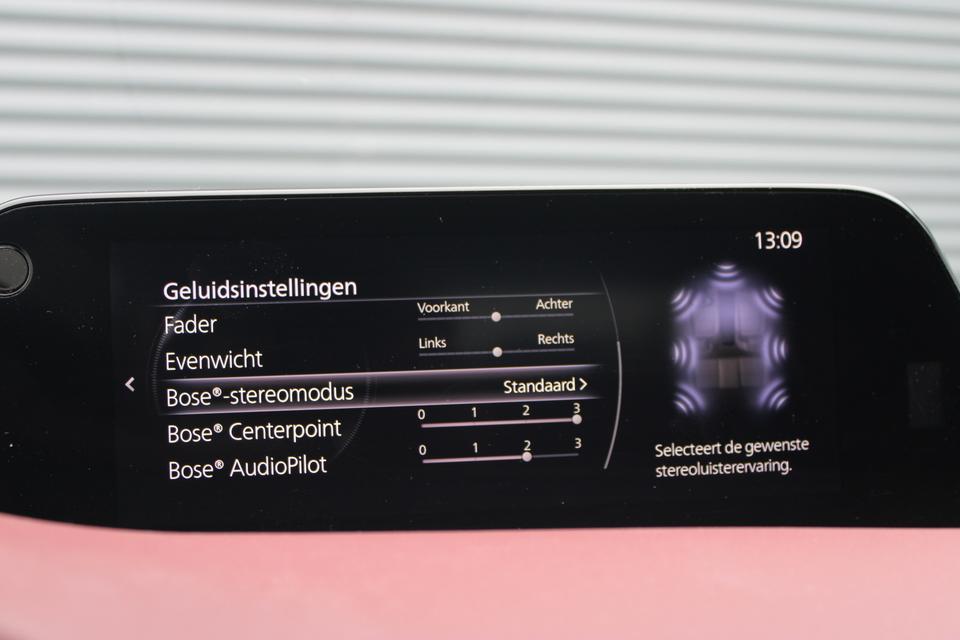 13:09
Geluidsinstellingen
Fader Voorkant Achter
Evenwicht Links Rechts
Bose®-stereomodus Standaard >
Bose® Centerpoint 0 1 2 3
Bose® AudioPilot 0 1 2 3
Selecteert de gewenste
stereoluisterervaring.